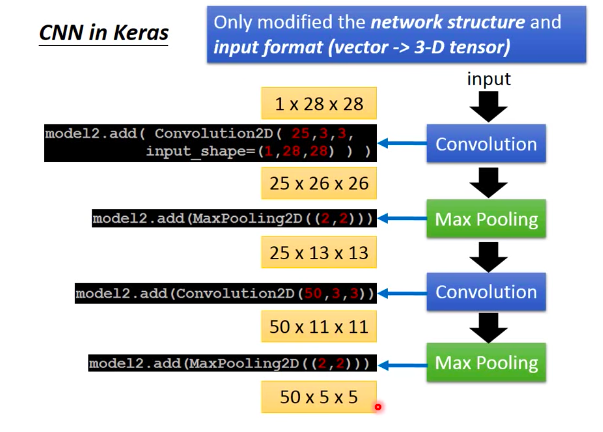 CNN in Keras
Only modified the network structure and
input format (vector -> 3-D tensor)
input
1 x 28 x 28
model2.add( Convolution2D( 25,3,3,
input_shape=(1,28,28) ) )
Convolution
25 x 26 x 26
model2.add(MaxPooling2D((2,2)))
Max Pooling
25 x 13 x 13
model2.add(Convolution2D(50,3,3))
Convolution
50 x 11 x 11
model2.add(MaxPooling2D((2,2)))
Max Pooling
50 x 5 x 5